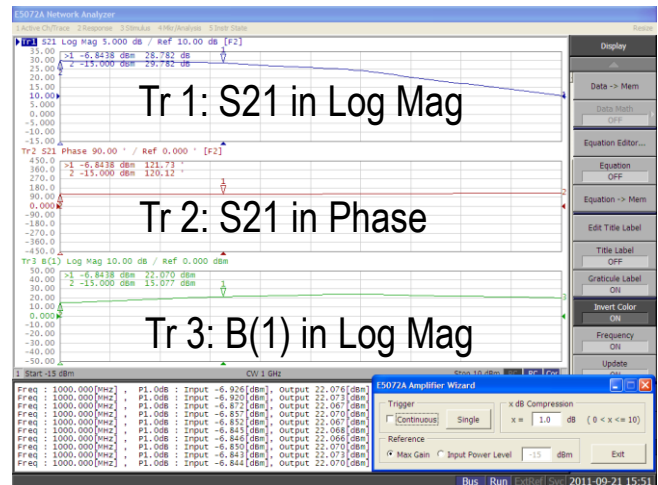 E5072A Network Analyzer
1 Active Ch/Trace 2 Response 3 Stimulus 4 Mkr/Analysis 5 Instr State
Resize
Tr1 S21 Log Mag 5.000 dB / Ref 10.00 dB [F2]
35.00
30.00
25.00
20.00
15.00
10.00
5.000
0.000
-5.000
-10.00
-15.00
>1 -6.8438 dBm 28.782 dB
2 -15.000 dBm 29.782 dB
Tr 1: S21 in Log Mag
Tr2 S21 Phase 90.00 ° / Ref 0.000 ° [F2]
450.0
360.0
270.0
180.0
90.00
0.000
-90.00
-180.0
-270.0
-360.0
-450.0
>1 -6.8438 dBm 121.73 °
2 -15.000 dBm 120.12 °
Tr 2: S21 in Phase
Tr3 B(1) Log Mag 10.00 dB / Ref 0.000 dBm
50.00
40.00
30.00
20.00
10.00
0.000
-10.00
-20.00
-30.00
-40.00
-50.00
>1 -6.8438 dBm 22.070 dBm
2 -15.000 dBm 15.077 dBm
Tr 3: B(1) in Log Mag
1 Start -15 dBm
CW 1 GHz
Stop 10 dBm
Cor
Freq : 1000.000[MHz] , P1.0dB : Input -6.926[dBm], Output 22.076[dBm]
Freq : 1000.000[MHz] , P1.0dB : Input -6.920[dBm], Output 22.073[dBm]
Freq : 1000.000[MHz] , P1.0dB : Input -6.872[dBm], Output 22.067[dBm]
Freq : 1000.000[MHz] , P1.0dB : Input -6.857[dBm], Output 22.070[dBm]
Freq : 1000.000[MHz] , P1.0dB : Input -6.852[dBm], Output 22.067[dBm]
Freq : 1000.000[MHz] , P1.0dB : Input -6.845[dBm], Output 22.068[dBm]
Freq : 1000.000[MHz] , P1.0dB : Input -6.846[dBm], Output 22.066[dBm]
Freq : 1000.000[MHz] , P1.0dB : Input -6.850[dBm], Output 22.070[dBm]
Freq : 1000.000[MHz] , P1.0dB : Input -6.843[dBm], Output 22.073[dBm]
Freq : 1000.000[MHz] , P1.0dB : Input -6.844[dBm], Output 22.070[dBm]
Display
Data -> Mem
Data Math
OFF
Equation Editor...
Equation
OFF
Equation -> Mem
Edit Title Label
Title Label
OFF
Graticule Label
ON
Invert Color
ON
Frequency
ON
Update
E5072A Amplifier Wizard
Trigger
Continuous
Single
x dB Compression
x = 1.0 dB ( 0 < x <= 10)
Reference
Max Gain
Input Power Level
-15
dBm
Exit
Bus Run ExtRef Svc 2011-09-21 15:51